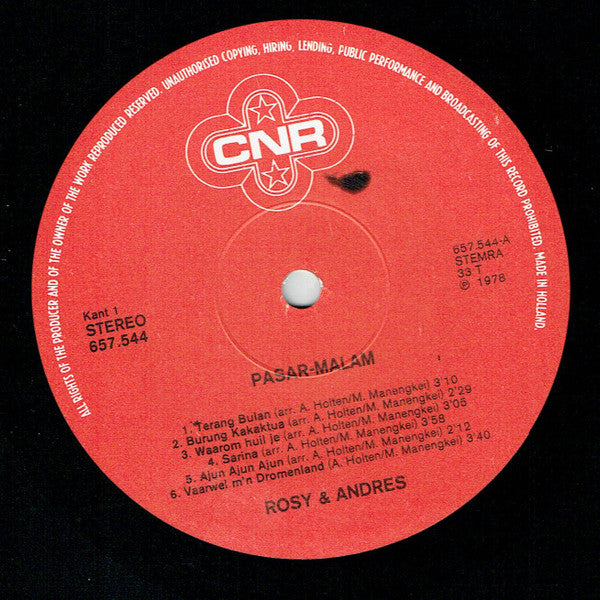 ALL RIGHTS OF THE PRODUCER AND OF THE OWNER OF THE WORK REPRODUCED RESERVED. UNAUTHORISED COPYING, HIRING, LENDING, PUBLIC PERFORMANCE AND BROADCASTING OF THIS RECORD PROHIBITED. MADE IN HOLLAND.
CNR
Kant 1
STEREO
657.544
657.544-A
STEMRA
33 T
℗ 1978
PASAR-MALAM
1. Terang Bulan (arr. A. Holten/M. Manengkei) 3'10
2. Burung Kakaktua (arr. A. Holten/M. Manengkei) 2'29
3. Waarom huil je (arr. A. Holten/M. Manengkei) 3'05
4. Sarina (arr. A. Holten/M. Manengkei) 3'58
5. Ajun Ajun Ajun (arr. A. Holten/M. Manengkei) 2'12
6. Vaarwel m'n Dromenland (A. Holten/M. Manengkei) 3'40
ROSY & ANDRES